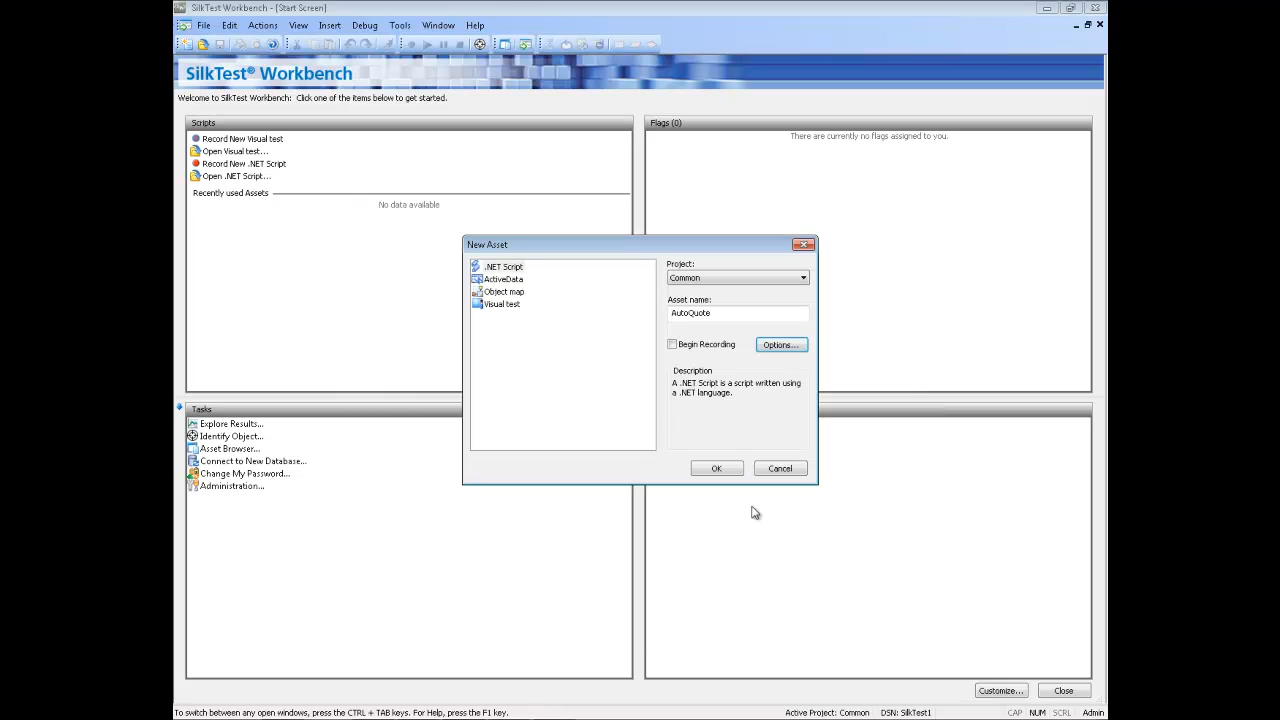 SilkTest Workbench - [Start Screen]
File Edit Actions View Insert Debug Tools Window Help
SilkTest® Workbench
Welcome to SilkTest Workbench: Click one of the items below to get started.
Scripts
Record New Visual test
Open Visual test...
Record New .NET Script
Open .NET Script...
Recently used Assets
No data available
Flags (0)
There are currently no flags assigned to you.
New Asset
.NET Script
ActiveData
Object map
Visual test
Project:
Common
Asset name:
AutoQuote
Begin Recording
Options...
Description
A .NET Script is a script written using
a .NET language.
OK
Cancel
Tasks
Explore Results...
Identify Object...
Asset Browser...
Connect to New Database...
Change My Password...
Administration...
Customize...
Close
To switch between any open windows, press the CTRL + TAB keys. For Help, press the F1 key.
Active Project: Common
DSN: SilkTest1
CAP NUM SCRL
Admin